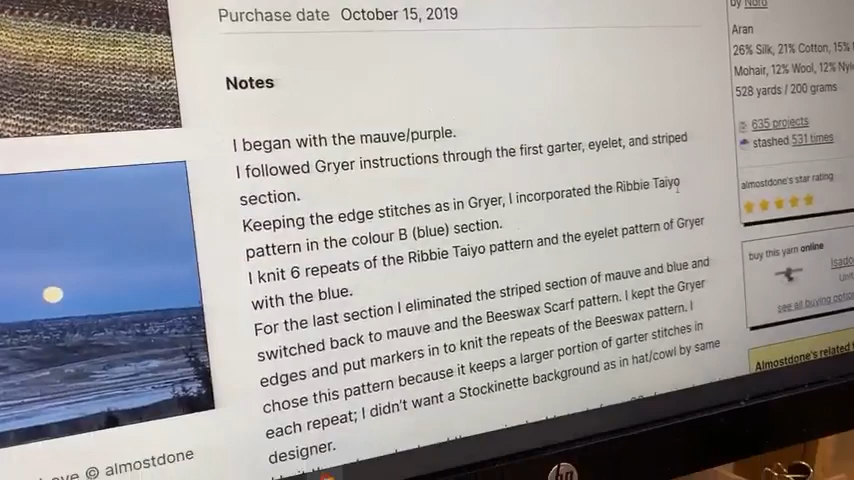 Purchase date October 15, 2019
Notes
I began with the mauve/purple.
I followed Gryer instructions through the first garter, eyelet, and striped
section.
Keeping the edge stitches as in Gryer, I incorporated the Ribbie Taiyo
pattern in the colour B (blue) section.
I knit 6 repeats of the Ribbie Taiyo pattern and the eyelet pattern of Gryer
with the blue.
For the last section I eliminated the striped section of mauve and blue and
switched back to mauve and the Beeswax Scarf pattern. I kept the Gryer
edges and put markers in to knit the repeats of the Beeswax pattern. I
chose this pattern because it keeps a larger portion of garter stitches in
each repeat; I didn't want a Stockinette background as in hat/cowl by same
designer.
© almostdone
by Noro
Aran
26% Silk, 21% Cotton, 15%
Mohair, 12% Wool, 12%
528 yards / 200 grams
635 projects
stashed 531 times
almostdone's star rating
buy this yarn online
see all buying
Almostdone's related
hp